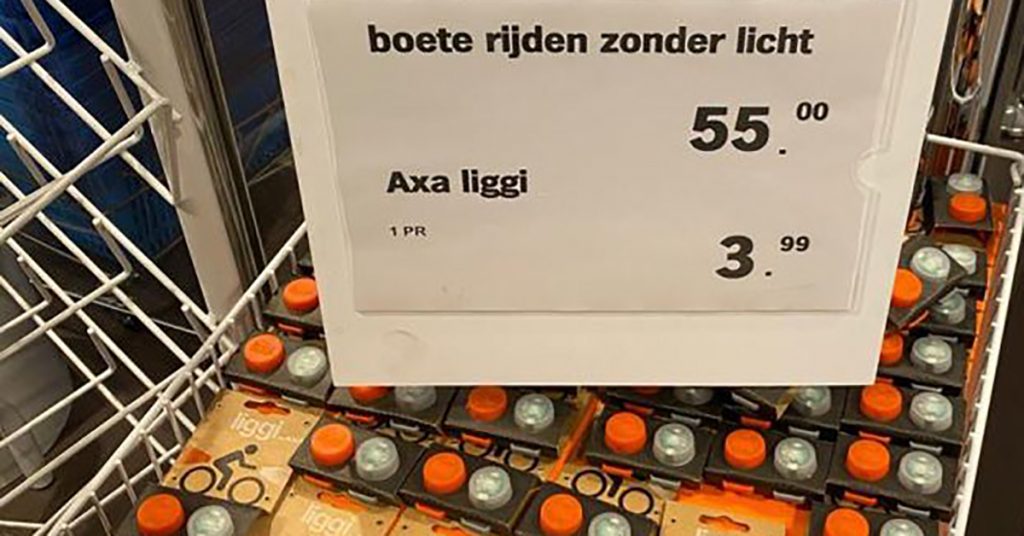 boete rijden zonder licht
55.00
Axa liggi
1 PR
3.99
liggi
liggi